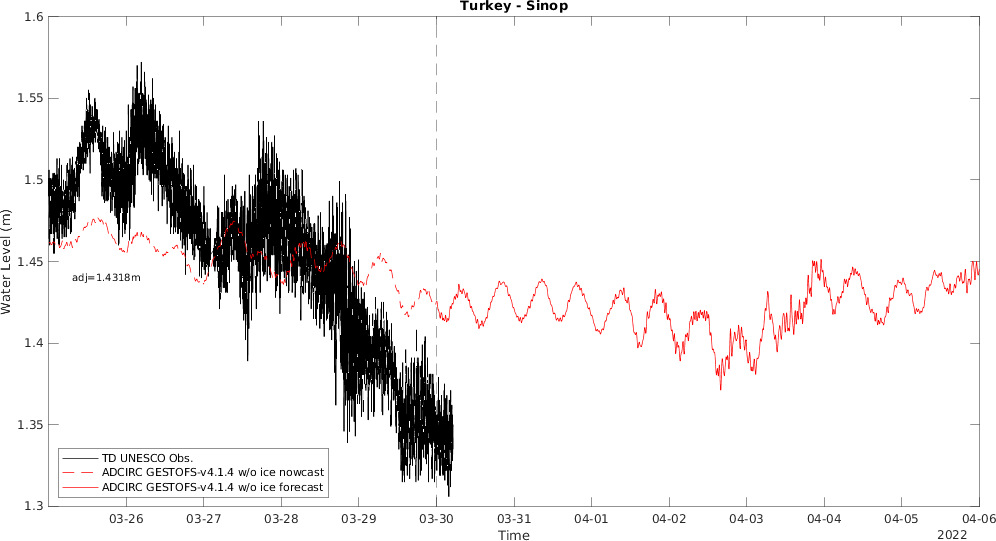 Turkey - Sinop
1.6
1.55
1.5
1.45
1.4
1.35
1.3
Water Level (m)
adj=1.4318m
TD UNESCO Obs.
ADCIRC GESTOFS-v4.1.4 w/o ice nowcast
ADCIRC GESTOFS-v4.1.4 w/o ice forecast
03-26 03-27 03-28 03-29 03-30 03-31 04-01 04-02 04-03 04-04 04-05 04-06
Time
2022